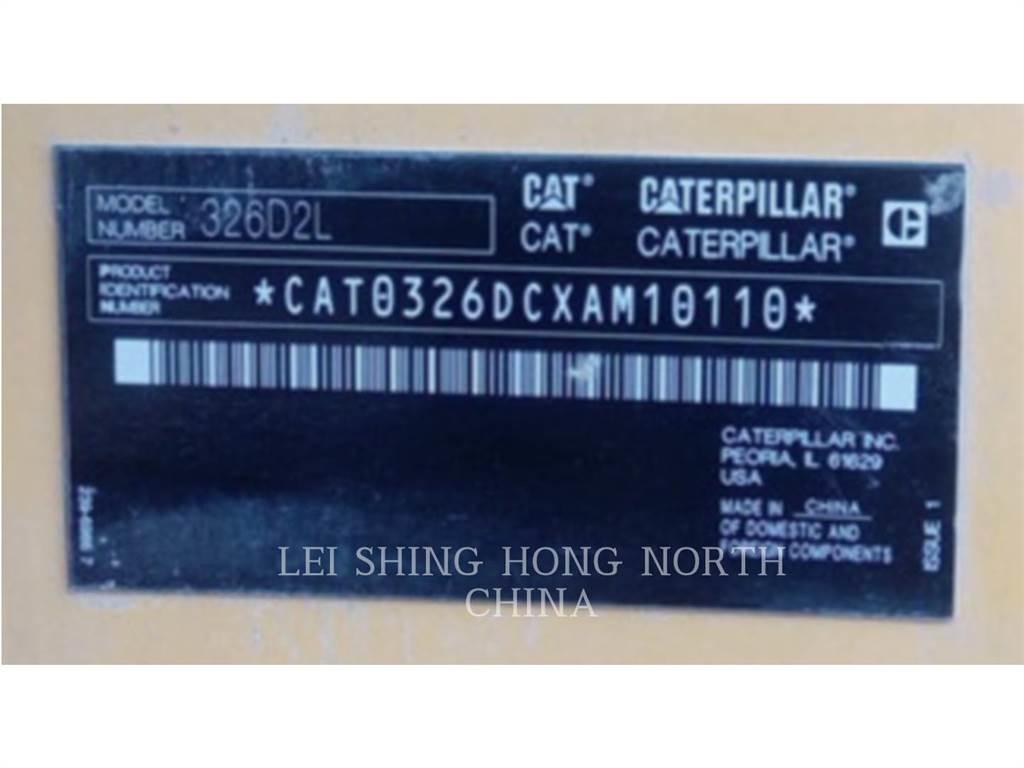 MODEL
NUMBER 326D2L
CAT® CATERPILLAR®
CAT® CATERPILLAR®
PRODUCT
IDENTIFICATION
NUMBER
*CAT0326DCXAM10110*
CATERPILLAR INC.
PEORIA, IL 61629
USA
MADE IN CHINA
OF DOMESTIC AND
FOREIGN COMPONENTS
ISSUE 1
LEI SHING HONG NORTH
CHINA